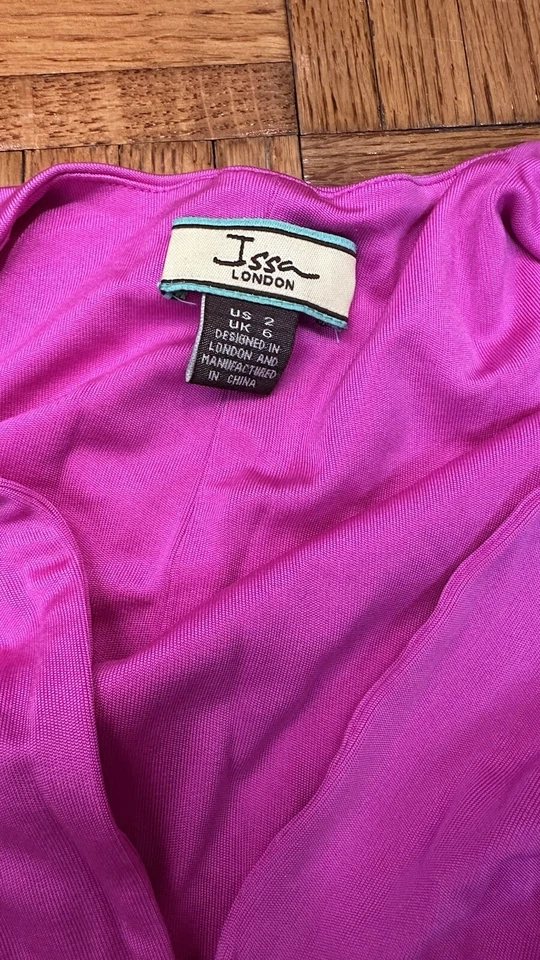 Issa
LONDON
US 2
UK 6
DESIGNED IN
LONDON AND
MANUFACTURED
IN CHINA